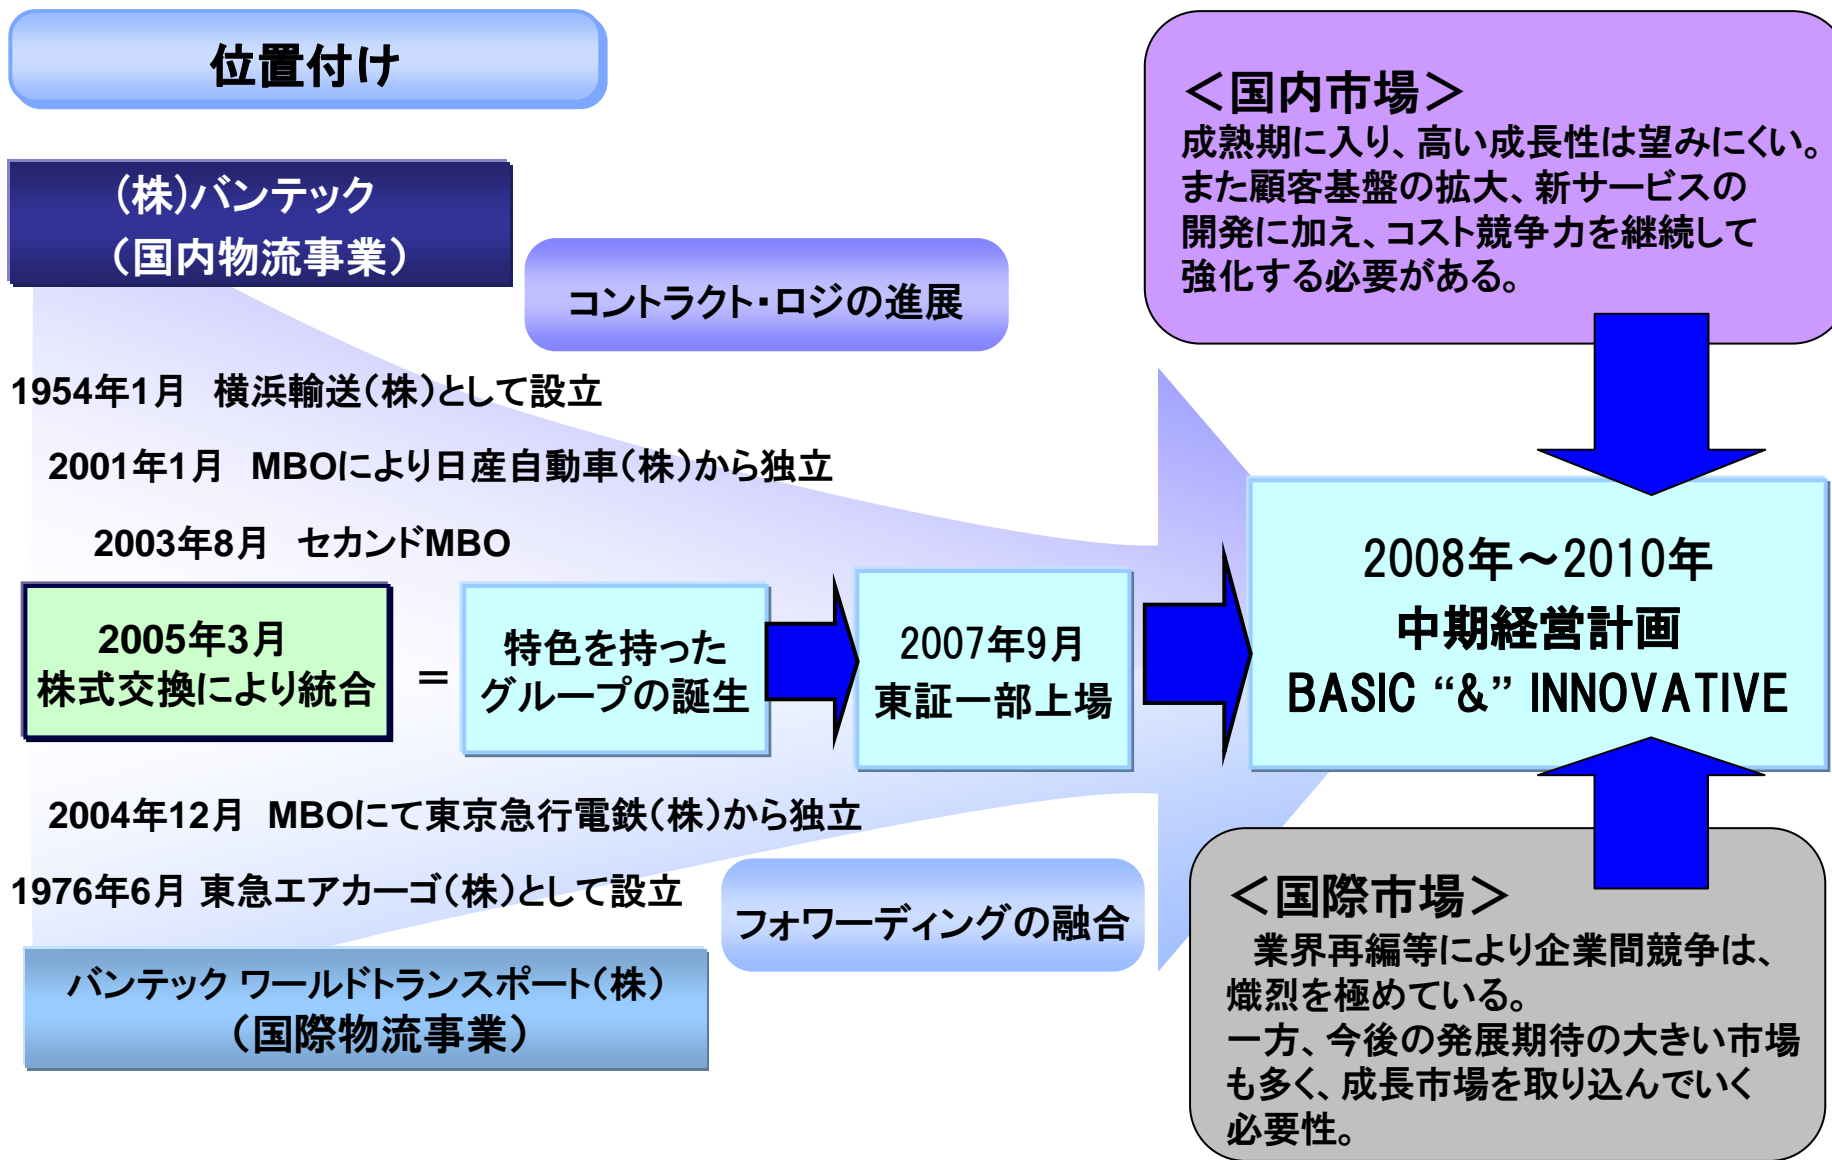 位置付け
(株)バンテック
（国内物流事業）
コントラクト・ロジの進展
1954年1月　横浜輸送（株）として設立
2001年1月　MBOにより日産自動車（株）から独立
2003年8月　セカンドMBO
2005年3月
株式交換により統合
＝
特色を持った
グループの誕生
2007年9月
東証一部上場
2004年12月　MBOにて東京急行電鉄（株）から独立
1976年6月 東急エアカーゴ（株）として設立
フォワーディングの融合
バンテック ワールドトランスポート（株）
（国際物流事業）
＜国内市場＞
成熟期に入り、高い成長性は望みにくい。
また顧客基盤の拡大、新サービスの
開発に加え、コスト競争力を継続して
強化する必要がある。
2008年～2010年
中期経営計画
BASIC “&” INNOVATIVE
＜国際市場＞
業界再編等により企業間競争は、
熾烈を極めている。
一方、今後の発展期待の大きい市場
も多く、成長市場を取り込んでいく
必要性。